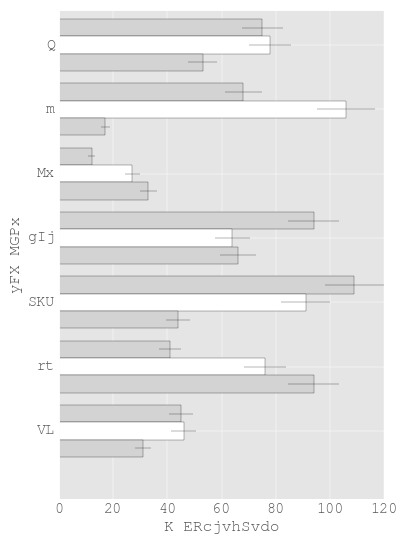 Q
m
Mx
gIj
SKU
rt
VL
yFX MGPx
0 20 40 60 80 100 120
K ERcjvhSvdo